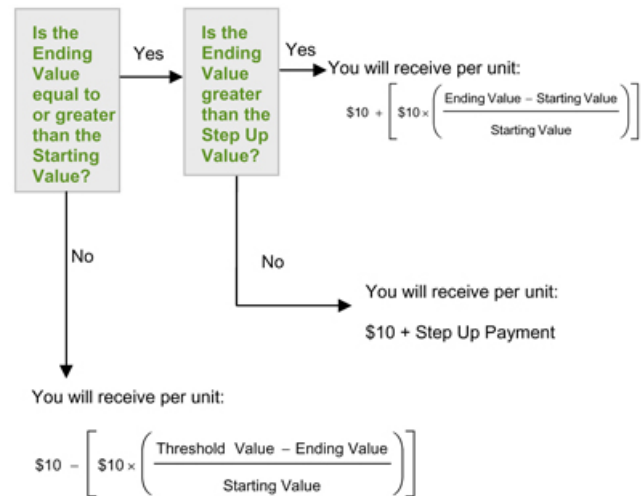 Is the
Ending
Value
equal to
or greater
than the
Starting
Value?
Yes
Is the
Ending
Value
greater
than the
Step Up
Value?
Yes
You will receive per unit:
$10 + [ $10 × ( Ending Value – Starting Value
Starting Value ) ]
No
No
You will receive per unit:
$10 + Step Up Payment
You will receive per unit:
$10 – [ $10 × ( Threshold Value – Ending Value
Starting Value ) ]